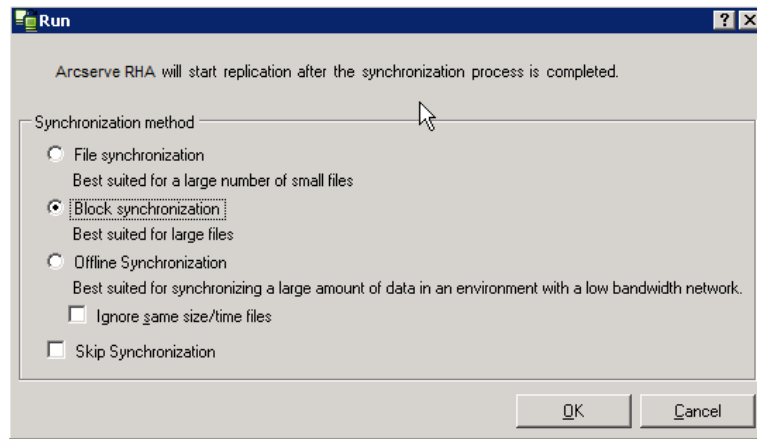 Run
Arcserve RHA will start replication after the synchronization process is completed.
Synchronization method
File synchronization
Best suited for a large number of small files
Block synchronization
Best suited for large files
Offline Synchronization
Best suited for synchronizing a large amount of data in an environment with a low bandwidth network.
Ignore same size/time files
Skip Synchronization
OK Cancel